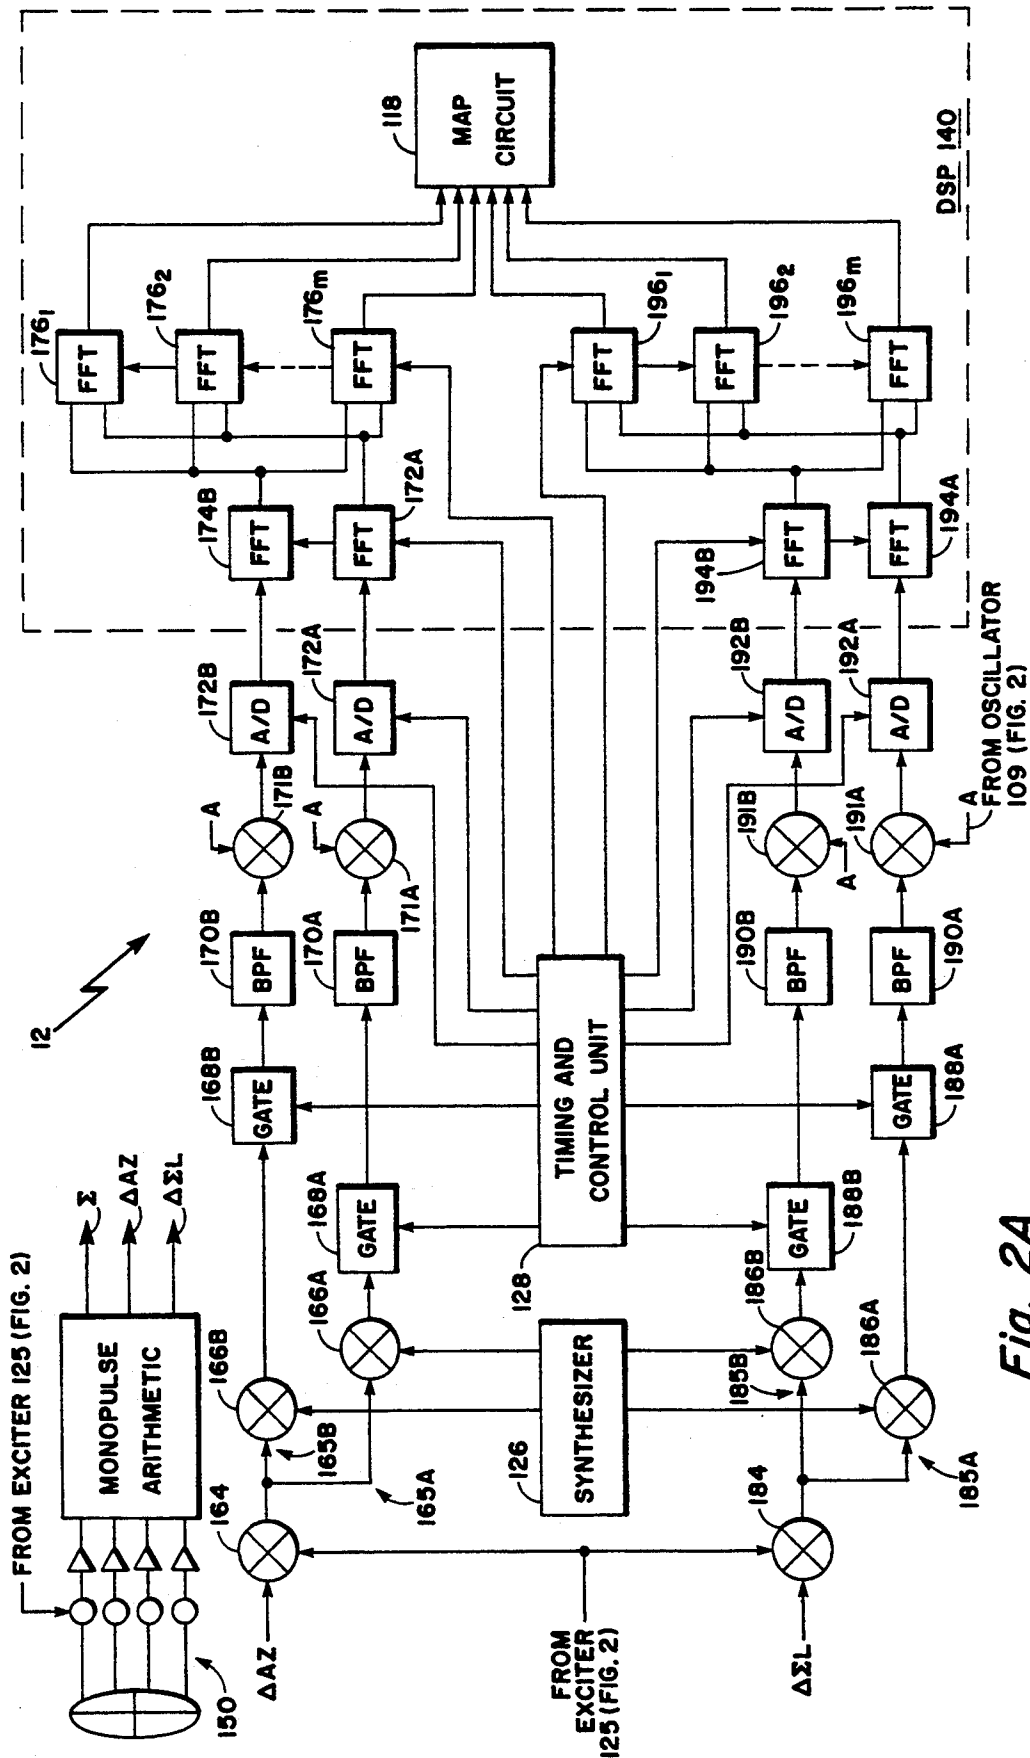 FROM EXCITER 125 (FIG. 2)
150
MONOPULSE
ARITHMETIC
Σ
ΔAZ
ΔΣL
12
ΔAZ
164
165B
165A
166B
166A
168B
GATE
168A
GATE
170B
BPF
170A
BPF
A
171B
A
171A
172B
A/D
172A
A/D
174B
FFT
172A
FFT
176₁
FFT
176₂
FFT
176m
FFT
118
MAP
CIRCUIT
DSP 140
FROM
EXCITER
125 (FIG. 2)
126
SYNTHESIZER
128
TIMING AND
CONTROL UNIT
ΔΣL
184
185B
185A
186B
186A
GATE
188B
GATE
188A
190B
BPF
BPF
190A
191B
A
191A
A
FROM OSCILLATOR
109 (FIG. 2)
192B
A/D
192A
A/D
194B
FFT
FFT
194A
FFT
196₁
FFT
196₂
FFT
196m
Fig. 2A